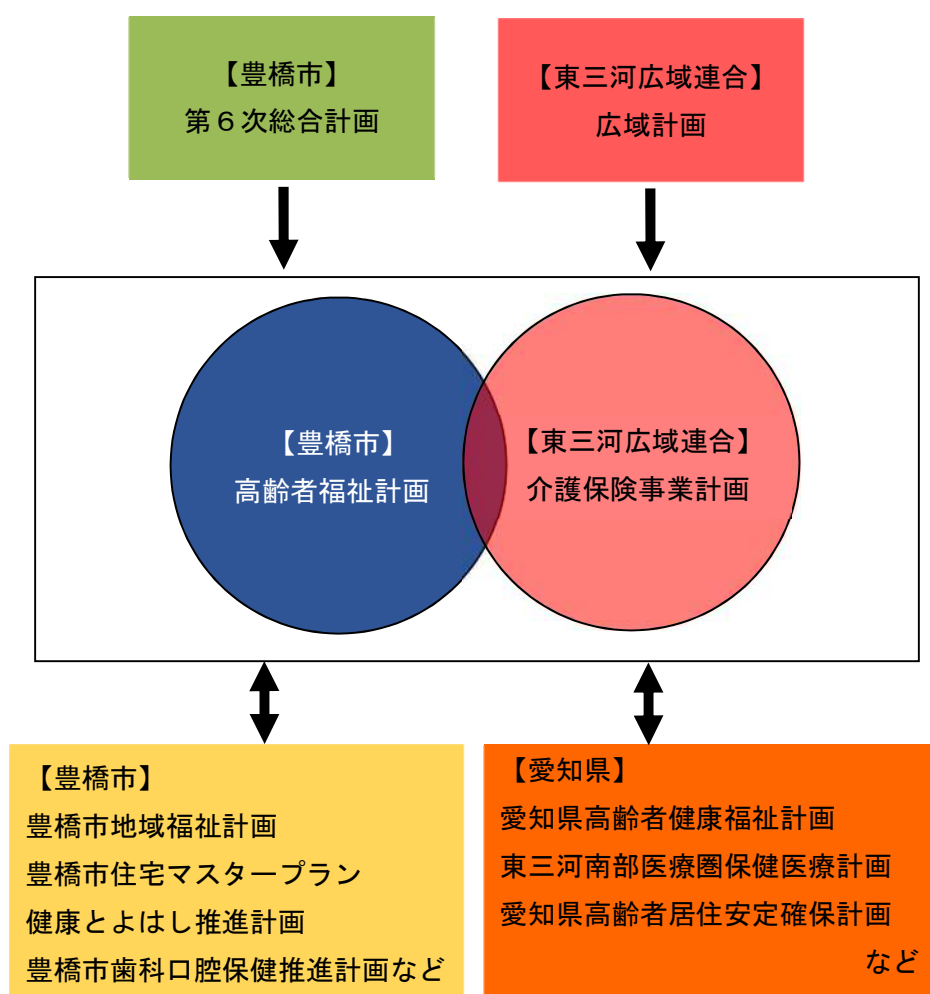 【豊橋市】
第６次総合計画
【東三河広域連合】
広域計画
【豊橋市】
高齢者福祉計画
【東三河広域連合】
介護保険事業計画
【豊橋市】
豊橋市地域福祉計画
豊橋市住宅マスタープラン
健康とよはし推進計画
豊橋市歯科口腔保健推進計画など
【愛知県】
愛知県高齢者健康福祉計画
東三河南部医療圏保健医療計画
愛知県高齢者居住安定確保計画
など